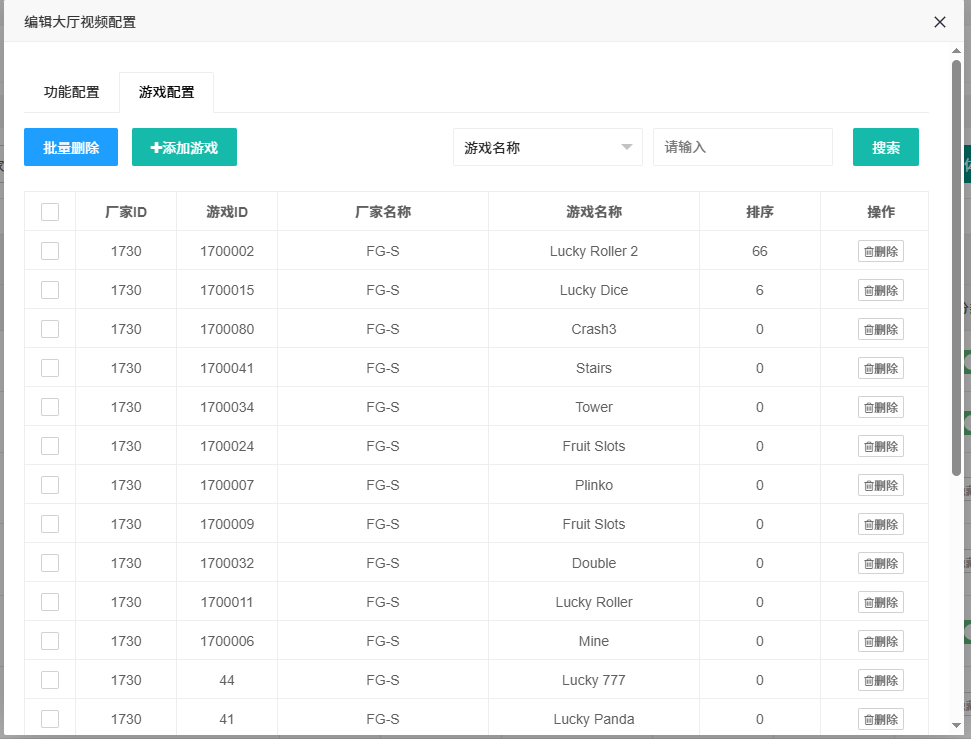 编辑大厅视频配置
功能配置 游戏配置
批量删除 添加游戏 游戏名称 请输入 搜索
厂家ID 游戏ID 厂家名称 游戏名称 排序 操作
1730 1700002 FG-S Lucky Roller 2 66 删除
1730 1700015 FG-S Lucky Dice 6 删除
1730 1700080 FG-S Crash3 0 删除
1730 1700041 FG-S Stairs 0 删除
1730 1700034 FG-S Tower 0 删除
1730 1700024 FG-S Fruit Slots 0 删除
1730 1700007 FG-S Plinko 0 删除
1730 1700009 FG-S Fruit Slots 0 删除
1730 1700032 FG-S Double 0 删除
1730 1700011 FG-S Lucky Roller 0 删除
1730 1700006 FG-S Mine 0 删除
1730 44 FG-S Lucky 777 0 删除
1730 41 FG-S Lucky Panda 0 删除